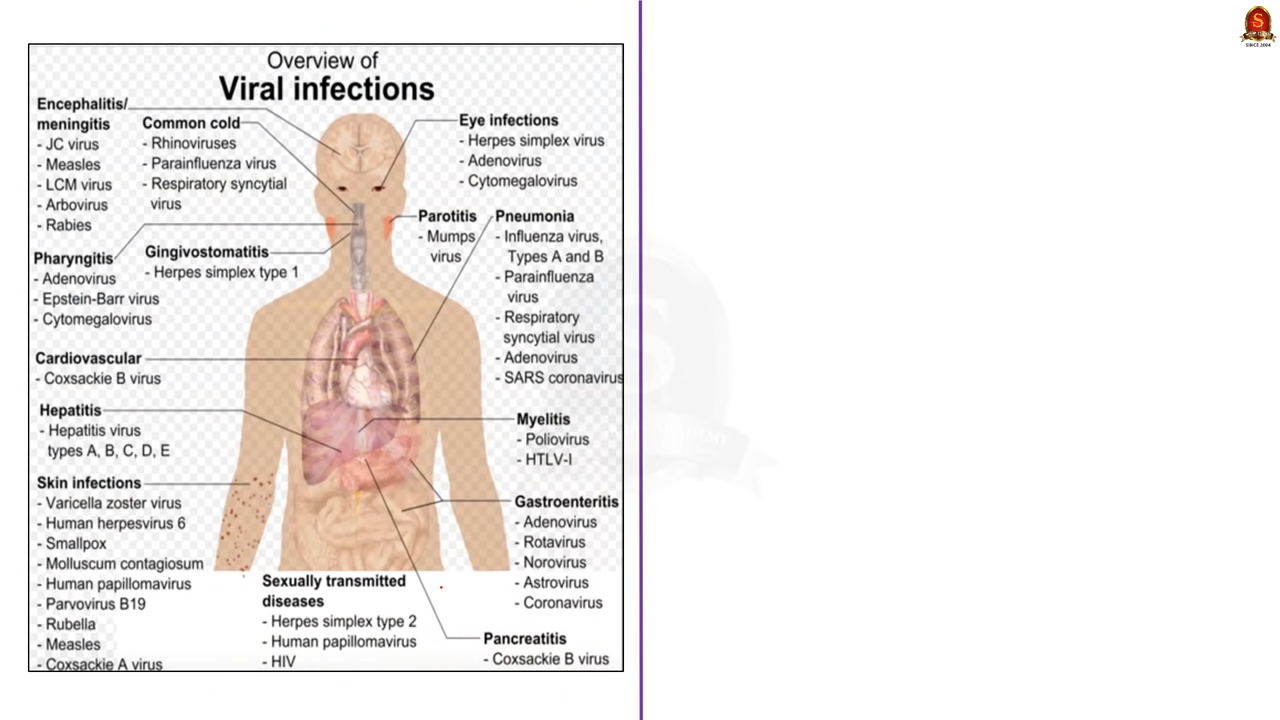 Overview of
Viral infections
Encephalitis/
meningitis
- JC virus
- Measles
- LCM virus
- Arbovirus
- Rabies
Common cold
- Rhinoviruses
- Parainfluenza virus
- Respiratory syncytial
virus
Eye infections
- Herpes simplex virus
- Adenovirus
- Cytomegalovirus
Parotitis
- Mumps
virus
Pneumonia
- Influenza virus,
Types A and B
- Parainfluenza
virus
- Respiratory
syncytial virus
- Adenovirus
- SARS coronavirus
Pharyngitis
- Adenovirus
- Epstein-Barr virus
- Cytomegalovirus
Gingivostomatitis
- Herpes simplex type 1
Cardiovascular
- Coxsackie B virus
Hepatitis
- Hepatitis virus
types A, B, C, D, E
Myelitis
- Poliovirus
- HTLV-I
Skin infections
- Varicella zoster virus
- Human herpesvirus 6
- Smallpox
- Molluscum contagiosum
- Human papillomavirus
- Parvovirus B19
- Rubella
- Measles
- Coxsackie A virus
Gastroenteritis
- Adenovirus
- Rotavirus
- Norovirus
- Astrovirus
- Coronavirus
Sexually transmitted
diseases
- Herpes simplex type 2
- Human papillomavirus
- HIV
Pancreatitis
- Coxsackie B virus
S
SINCE 2004